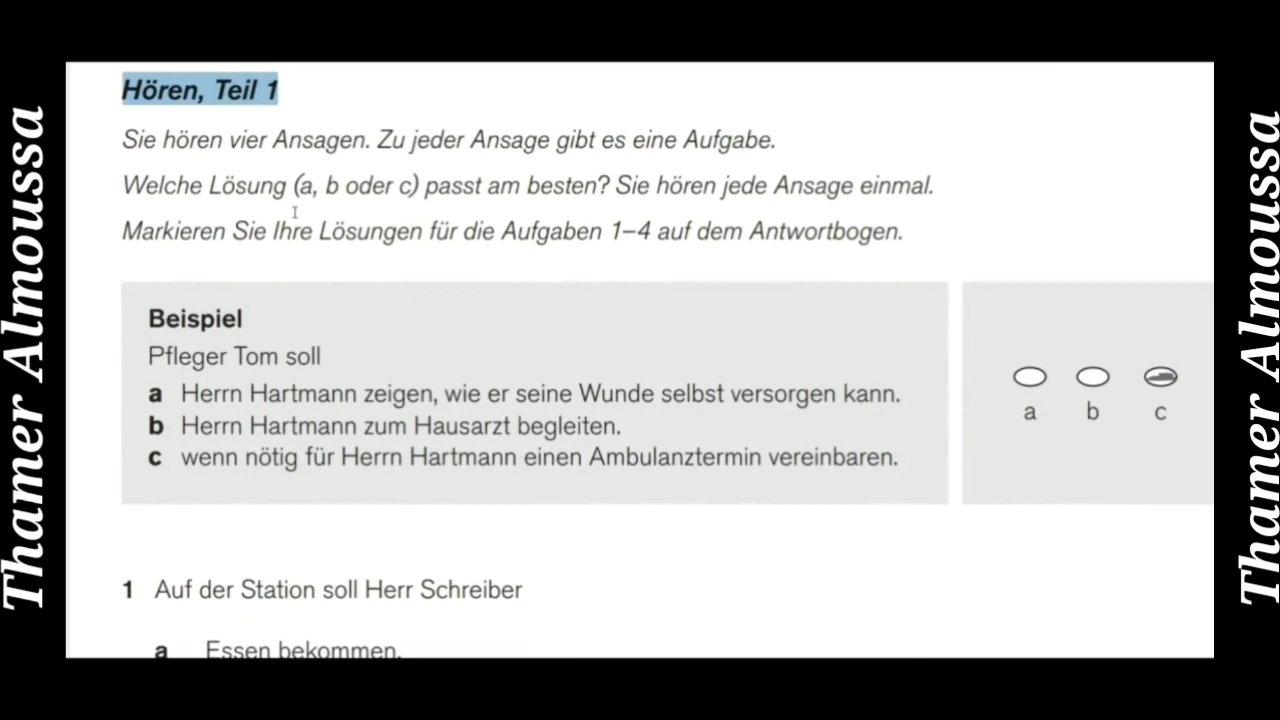 Thamer Almoussa
Hören, Teil 1
Sie hören vier Ansagen. Zu jeder Ansage gibt es eine Aufgabe.
Welche Lösung (a, b oder c) passt am besten? Sie hören jede Ansage einmal.
Markieren Sie Ihre Lösungen für die Aufgaben 1–4 auf dem Antwortbogen.
Beispiel
Pfleger Tom soll
a Herrn Hartmann zeigen, wie er seine Wunde selbst versorgen kann.
b Herrn Hartmann zum Hausarzt begleiten.
c wenn nötig für Herrn Hartmann einen Ambulanztermin vereinbaren.
a b c
1 Auf der Station soll Herr Schreiber
a Essen bekommen.
Thamer Almoussa